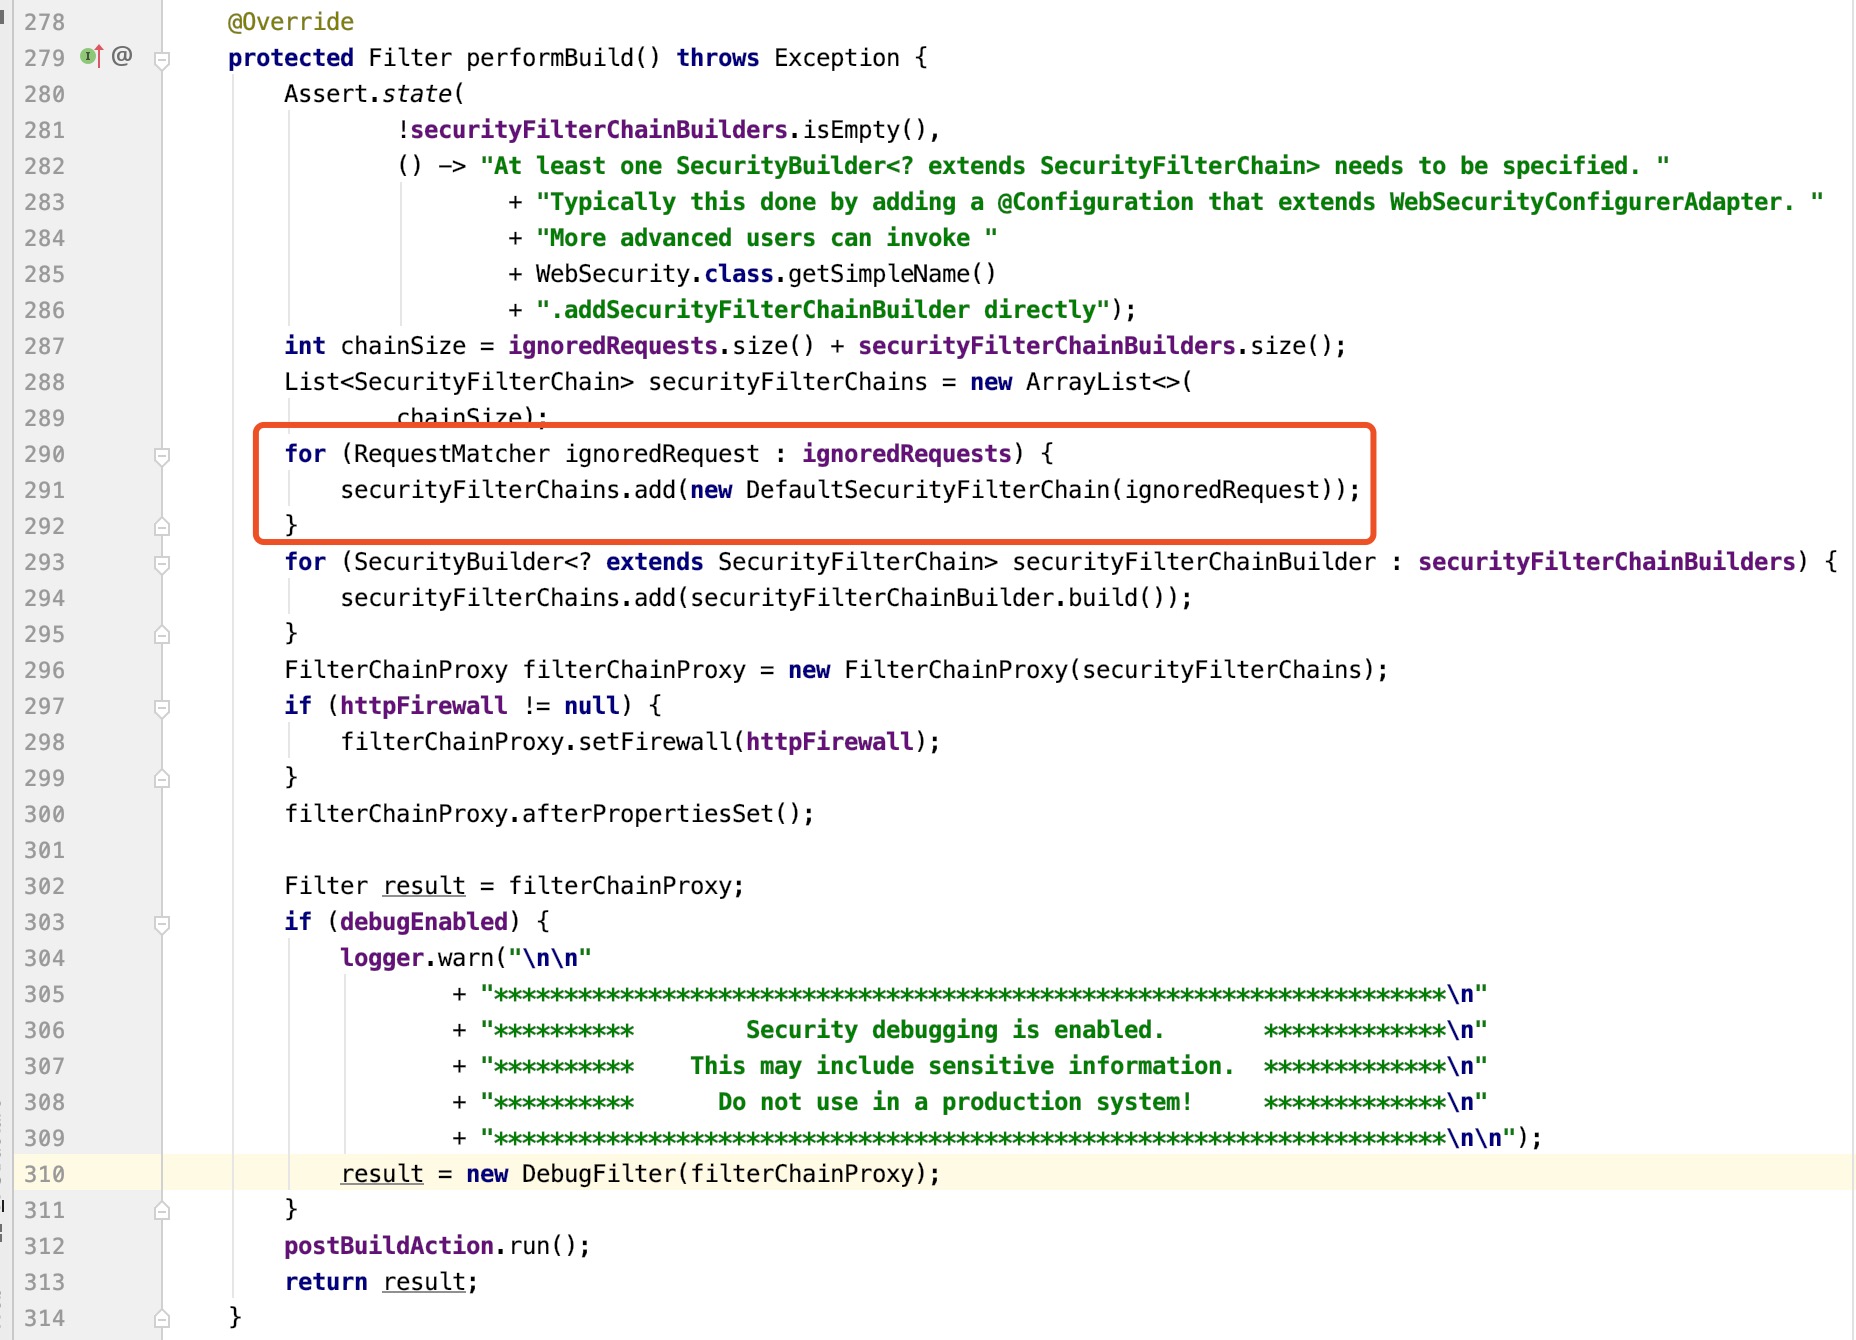 278 @Override
279 @ protected Filter performBuild() throws Exception {
280 Assert.state(
281 !securityFilterChainBuilders.isEmpty(),
282 () -> "At least one SecurityBuilder<? extends SecurityFilterChain> needs to be specified. "
283 + "Typically this done by adding a @Configuration that extends WebSecurityConfigurerAdapter. "
284 + "More advanced users can invoke "
285 + WebSecurity.class.getSimpleName()
286 + ".addSecurityFilterChainBuilder directly");
287 int chainSize = ignoredRequests.size() + securityFilterChainBuilders.size();
288 List<SecurityFilterChain> securityFilterChains = new ArrayList<>(
289 chainSize);
290 for (RequestMatcher ignoredRequest : ignoredRequests) {
291 securityFilterChains.add(new DefaultSecurityFilterChain(ignoredRequest));
292 }
293 for (SecurityBuilder<? extends SecurityFilterChain> securityFilterChainBuilder : securityFilterChainBuilders) {
294 securityFilterChains.add(securityFilterChainBuilder.build());
295 }
296 FilterChainProxy filterChainProxy = new FilterChainProxy(securityFilterChains);
297 if (httpFirewall != null) {
298 filterChainProxy.setFirewall(httpFirewall);
299 }
300 filterChainProxy.afterPropertiesSet();
301
302 Filter result = filterChainProxy;
303 if (debugEnabled) {
304 logger.warn("\n\n"
305 + "********************************************************************\n"
306 + "**********        Security debugging is enabled.       *************\n"
307 + "**********    This may include sensitive information.  *************\n"
308 + "**********      Do not use in a production system!     *************\n"
309 + "********************************************************************\n\n");
310 result = new DebugFilter(filterChainProxy);
311 }
312 postBuildAction.run();
313 return result;
314 }